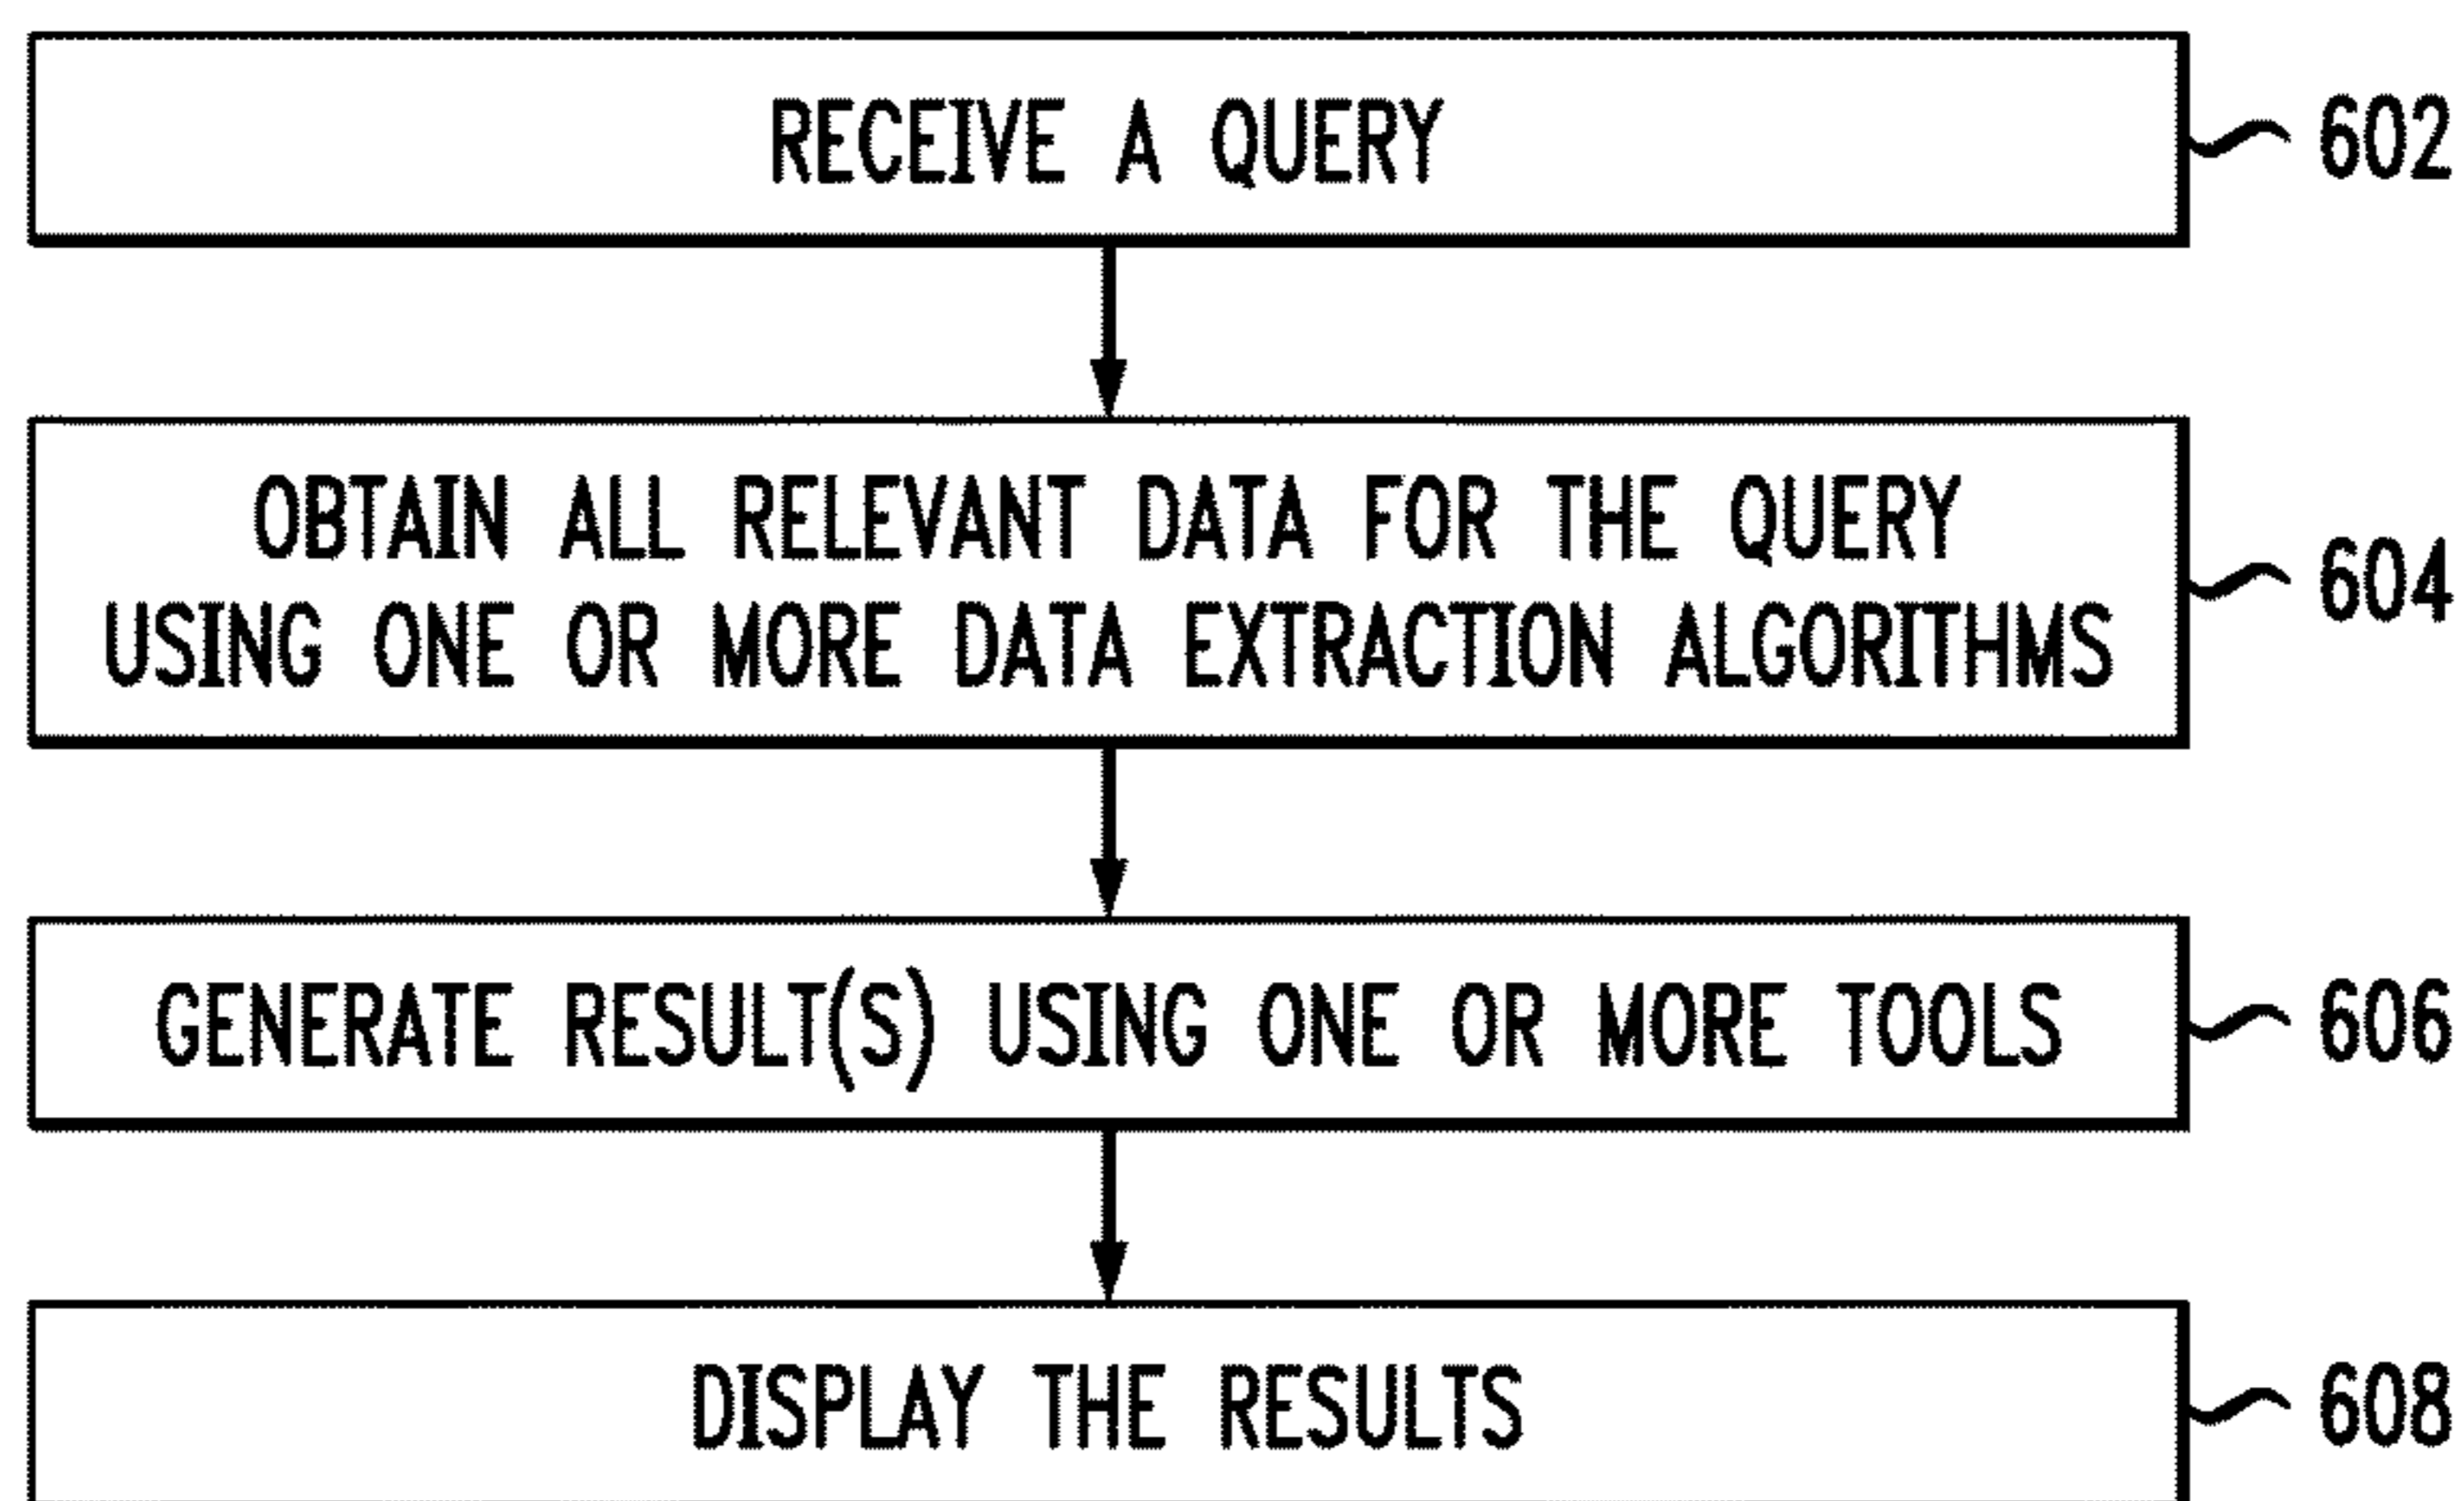 RECEIVE A QUERY
602
OBTAIN ALL RELEVANT DATA FOR THE QUERY
USING ONE OR MORE DATA EXTRACTION ALGORITHMS
604
GENERATE RESULT(S) USING ONE OR MORE TOOLS
606
DISPLAY THE RESULTS
608